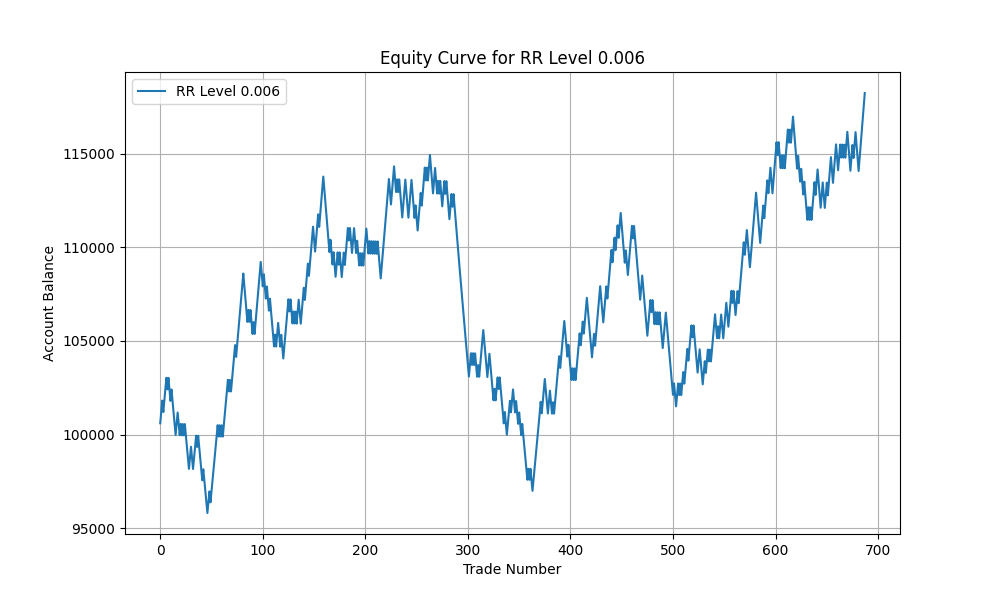 Equity Curve for RR Level 0.006
RR Level 0.006
Account Balance
115000
110000
105000
100000
95000
0 100 200 300 400 500 600 700
Trade Number